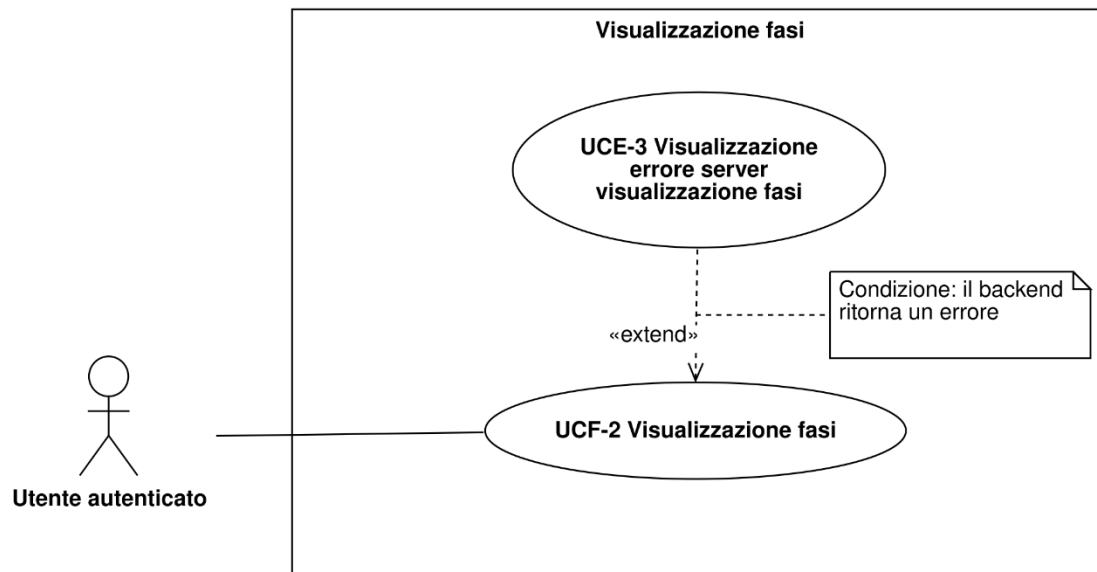 Visualizzazione fasi
UCE-3 Visualizzazione
errore server
visualizzazione fasi
Condizione: il backend
ritorna un errore
«extend»
UCF-2 Visualizzazione fasi
Utente autenticato